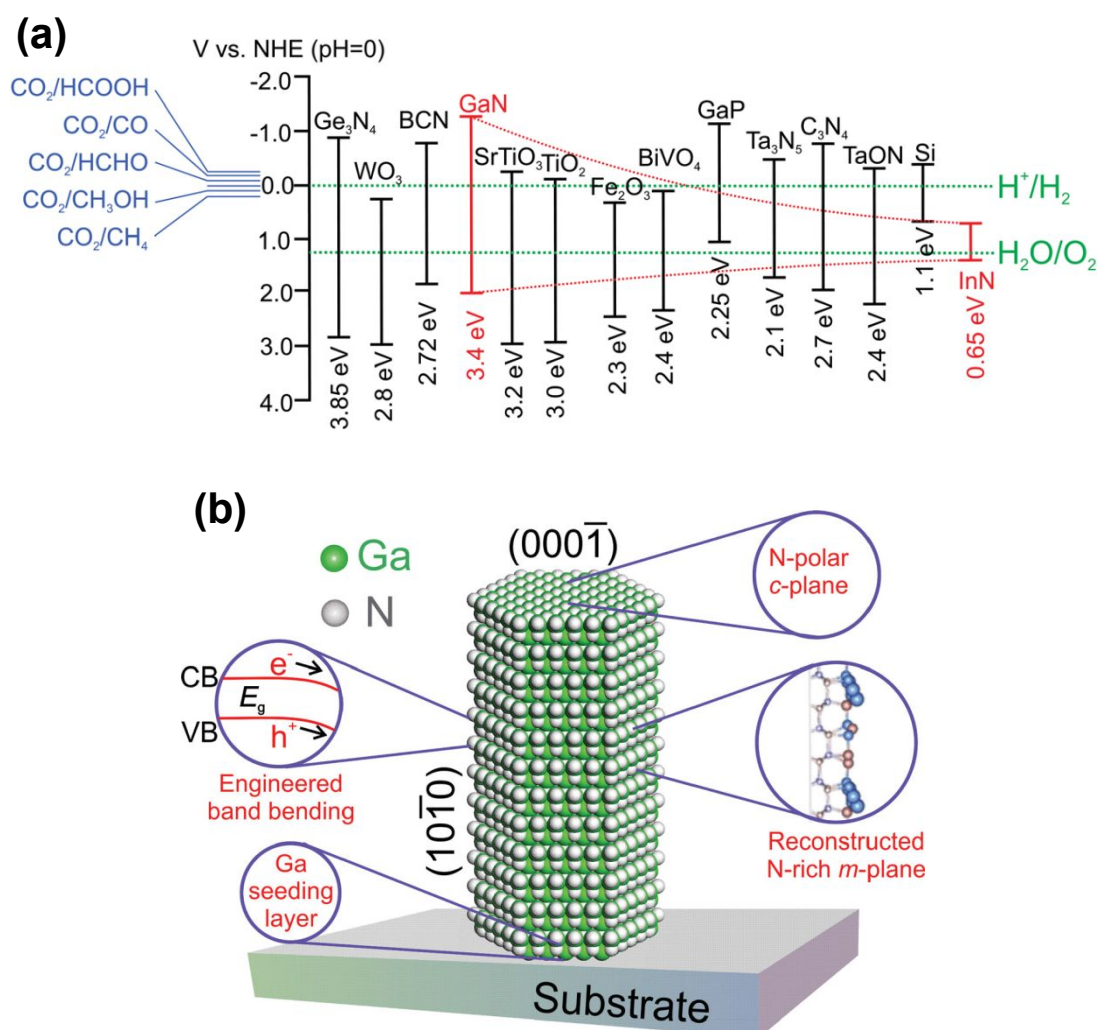 (a)
V vs. NHE (pH=0)
CO₂/HCOOH
CO₂/CO
CO₂/HCHO
CO₂/CH₃OH
CO₂/CH₄
-2.0
-1.0
0.0
1.0
2.0
3.0
4.0
Ge₃N₄
WO₃
BCN
GaN
SrTiO₃
TiO₂
Fe₂O₃
BiVO₄
GaP
Ta₃N₅
C₃N₄
TaON
Si
InN
H⁺/H₂
H₂O/O₂
3.85 eV
2.8 eV
2.72 eV
3.4 eV
3.2 eV
3.0 eV
2.3 eV
2.4 eV
2.25 eV
2.1 eV
2.7 eV
2.4 eV
1.1 eV
0.65 eV
(b)
Ga
N
(0001̅)
N-polar
c-plane
CB
e⁻
E_g
VB
h⁺
Engineered
band bending
(101̅0)
Reconstructed
N-rich m-plane
Ga
seeding
layer
Substrate